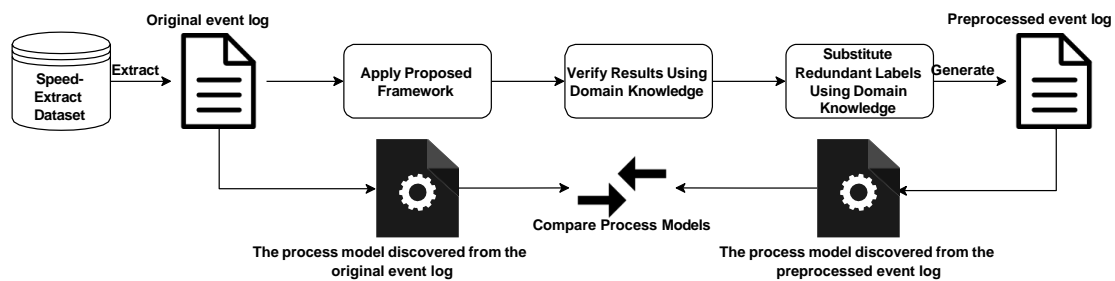 Original event log
Preprocessed event log
Speed-
Extract
Dataset
Extract
Apply Proposed
Framework
Verify Results Using
Domain Knowledge
Substitute
Redundant Labels
Using Domain
Knowledge
Generate
Compare Process Models
The process model discovered from the
original event log
The process model discovered from the
preprocessed event log